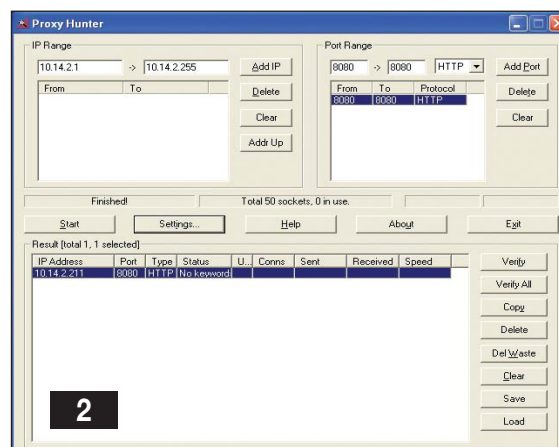 Proxy Hunter
IP Range
10.14.2.1 -> 10.14.2.255
Add IP
From To
Delete
Clear
Addr Up
Port Range
8080 -> 8080 HTTP
Add Port
From To Protocol
8080 8080 HTTP
Delete
Clear
Finished! Total 50 sockets, 0 in use.
Start Settings... Help About Exit
Result [total 1, 1 selected]
IP Address Port Type Status U... Conns Sent Received Speed
10.14.2.211 8080 HTTP No keyword
Verify
Verify All
Copy
Delete
Del Waste
Clear
Save
Load
2